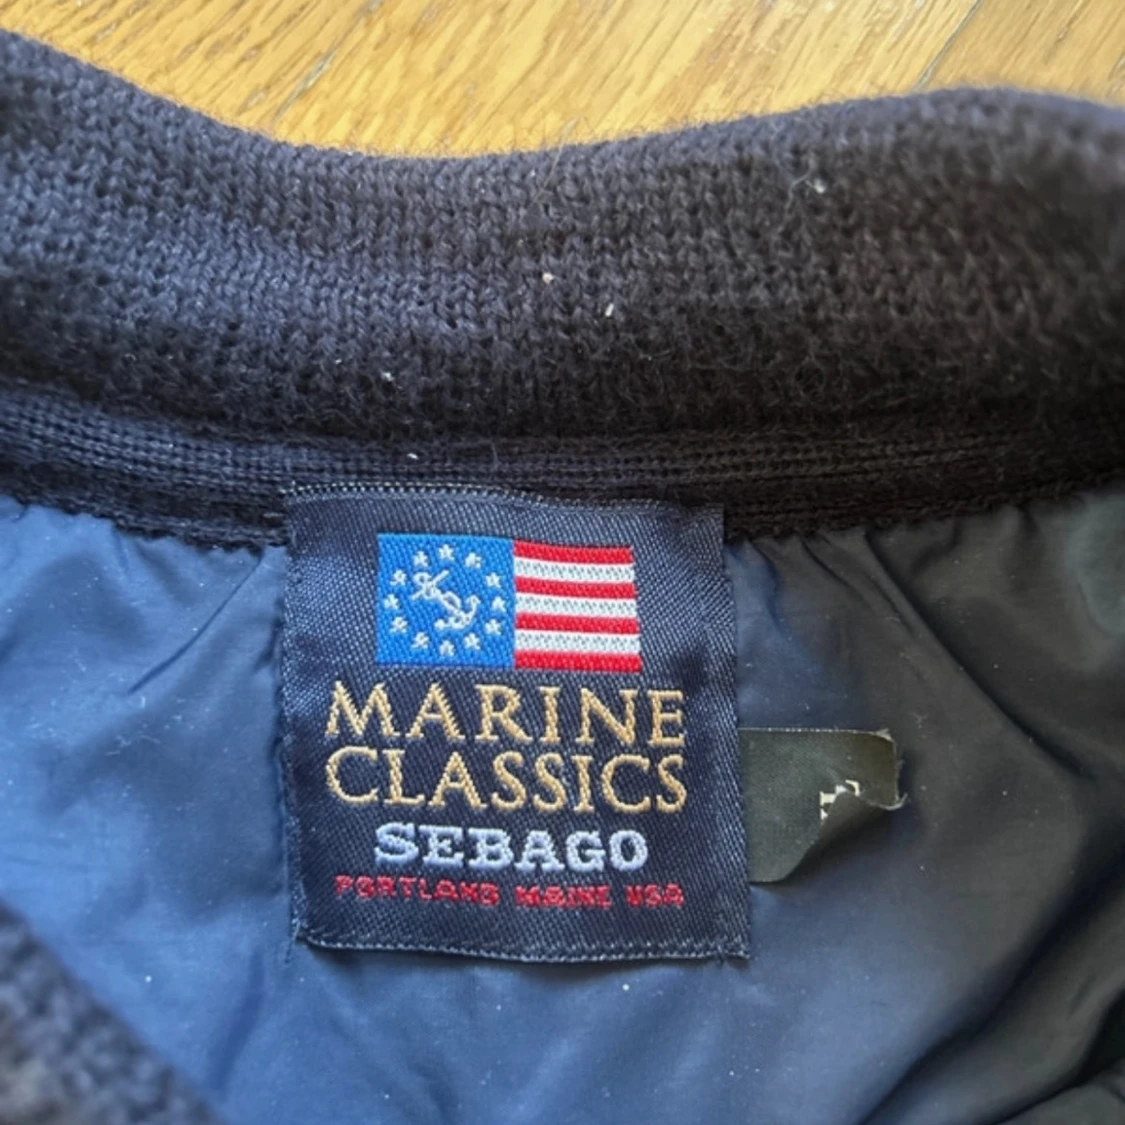 MARINE
CLASSICS
SEBAGO
PORTLAND MAINE USA